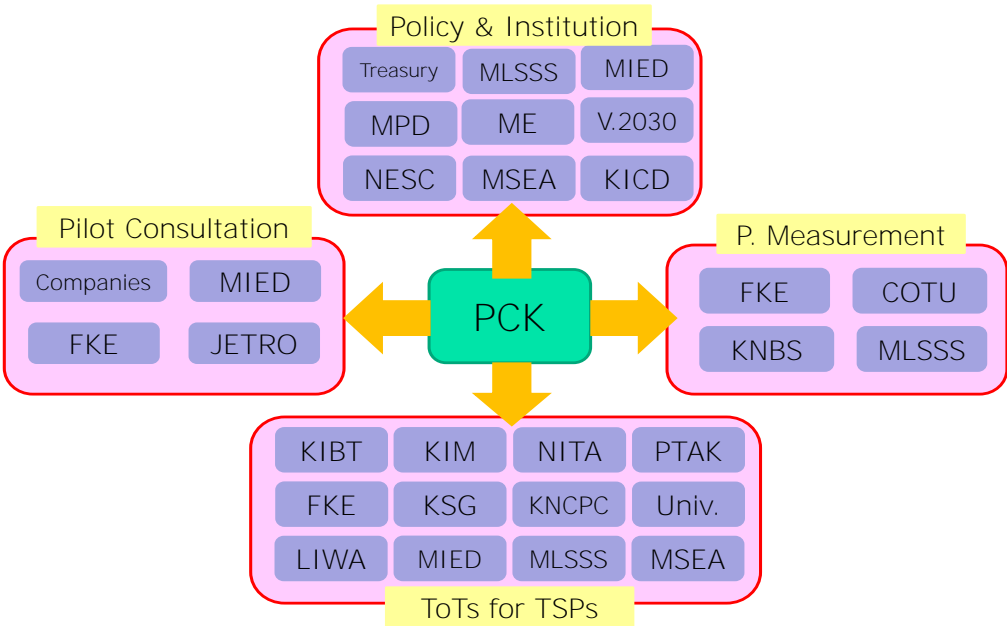 Policy & Institution
Treasury MLSSS MIED
MPD ME V.2030
NESC MSEA KICD
Pilot Consultation
Companies MIED
FKE JETRO
PCK
P. Measurement
FKE COTU
KNBS MLSSS
KIBT KIM NITA PTAK
FKE KSG KNCPC Univ.
LIWA MIED MLSSS MSEA
ToTs for TSPs